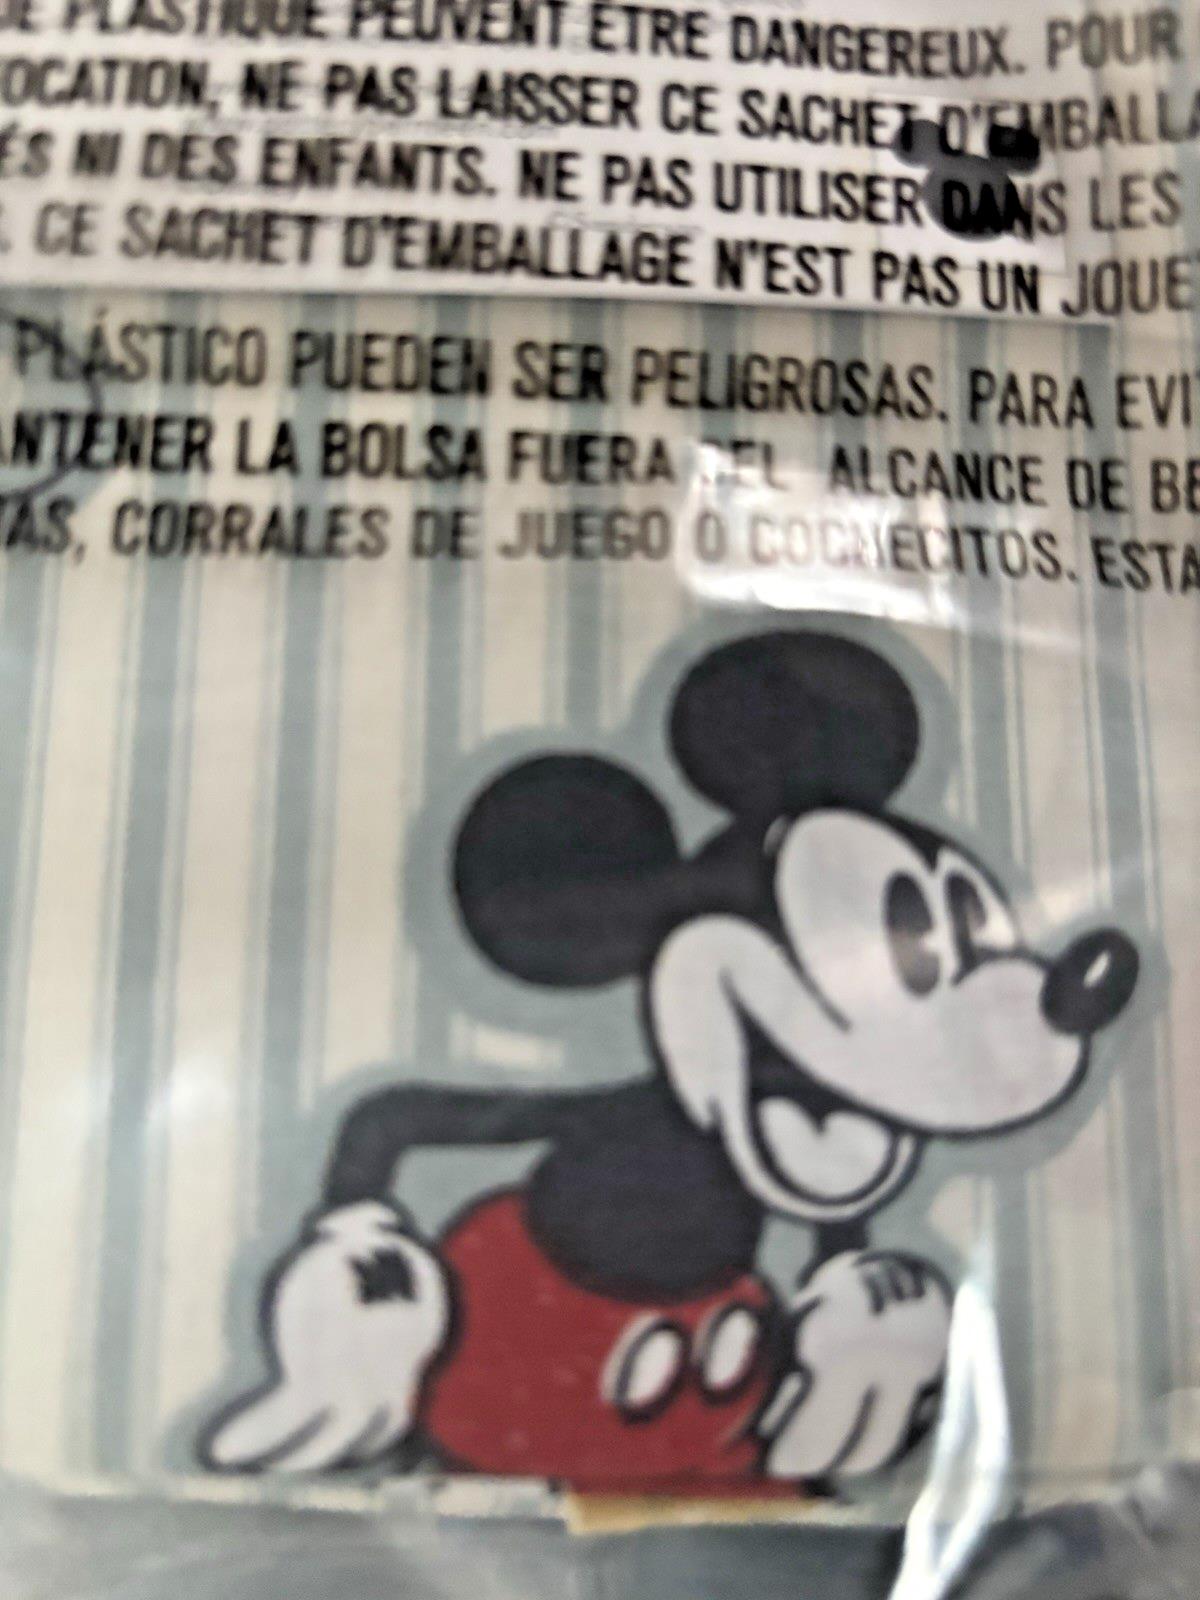 PLASTIQUE PEUVENT ÊTRE DANGEREUX. POUR
OCATION, NE PAS LAISSER CE SACHET D'EMBALLA
ÉS NI DES ENFANTS. NE PAS UTILISER DANS LES
. CE SACHET D'EMBALLAGE N'EST PAS UN JOUE
PLÁSTICO PUEDEN SER PELIGROSAS. PARA EVI
ANTENER LA BOLSA FUERA DEL ALCANCE DE BE
TAS, CORRALES DE JUEGO O COCHECITOS. ESTA